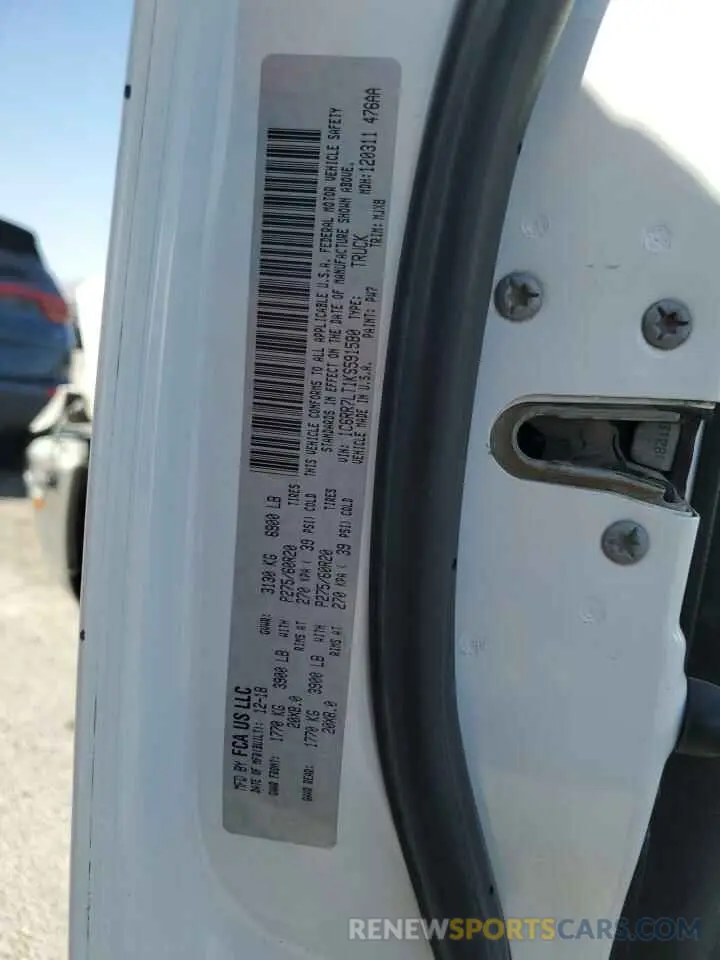 MFD BY FCA US LLC
DATE OF MFR(BUILT): 12-18 GVWR: 3130 KG 6900 LB
GAWR FRONT: 1770 KG 3900 LB WITH P275/60R20 TIRES
20X8.0 RIMS AT 270 KPA ( 39 PSI) COLD
GAWR REAR: 1770 KG 3900 LB WITH P275/60R20 TIRES
20X8.0 RIMS AT 270 KPA ( 39 PSI) COLD
THIS VEHICLE CONFORMS TO ALL APPLICABLE U.S.A. FEDERAL MOTOR VEHICLE SAFETY
STANDARDS IN EFFECT ON THE DATE OF MANUFACTURE SHOWN ABOVE.
VIN: 1C6RR7LT1KS591580 TYPE: TRUCK MDH:120311 476AA
VEHICLE MADE IN U.S.A. PAINT: PW7 TRIM: MJX8
RENEWSPORTSCARS.COM